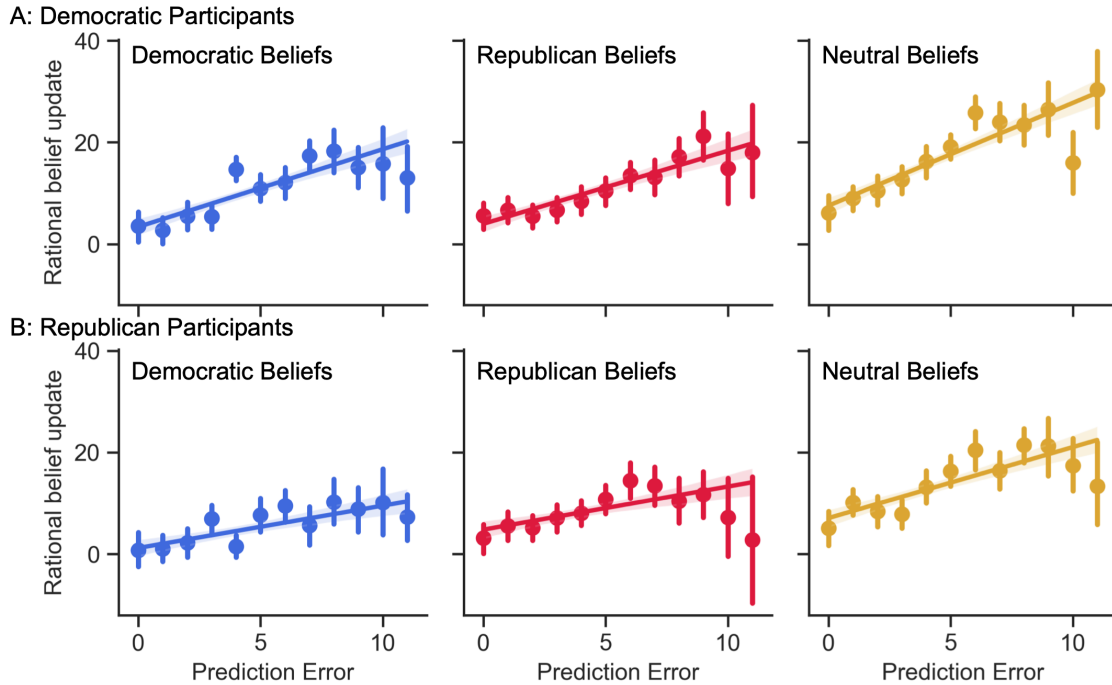 A: Democratic Participants
Democratic Beliefs
Republican Beliefs
Neutral Beliefs
Rational belief update
40
20
0
B: Republican Participants
Democratic Beliefs
Republican Beliefs
Neutral Beliefs
Rational belief update
40
20
0
0 5 10
0 5 10
0 5 10
Prediction Error
Prediction Error
Prediction Error